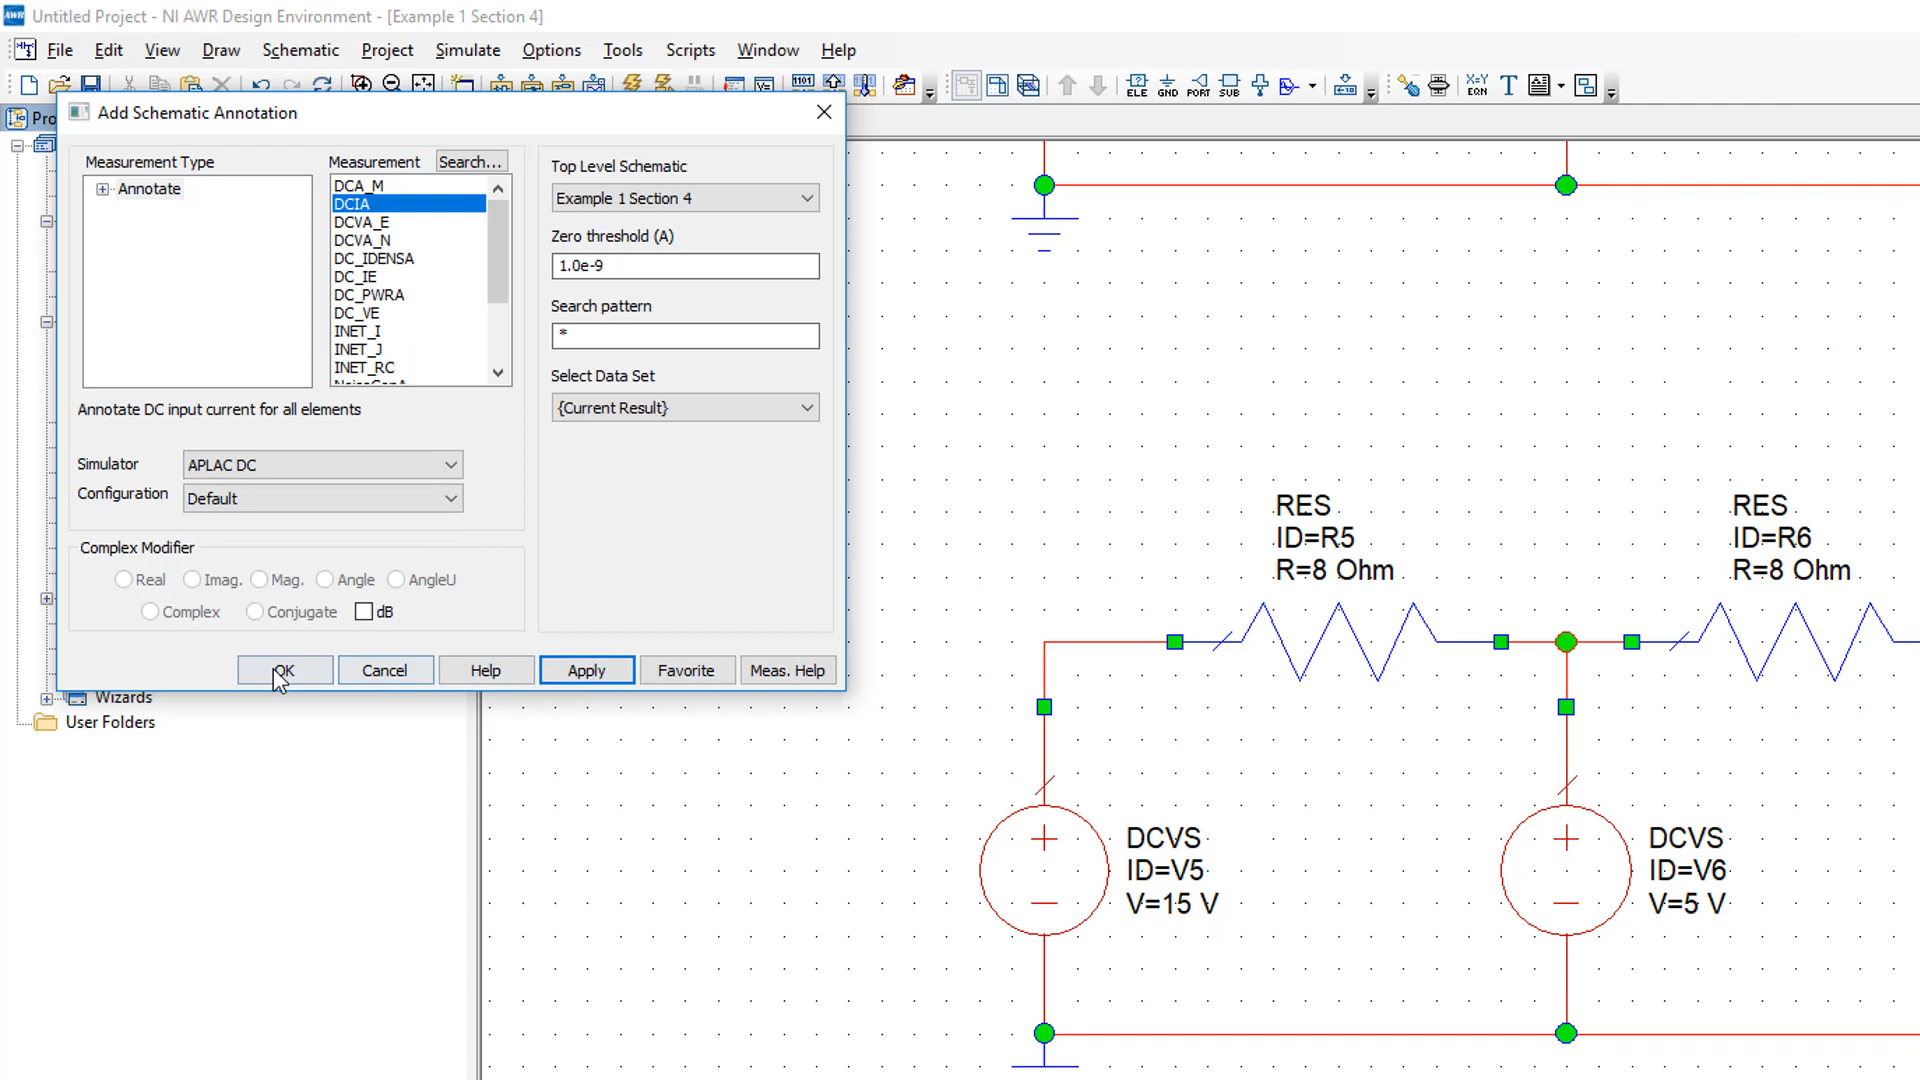 Untitled Project - NI AWR Design Environment - [Example 1 Section 4]
File Edit View Draw Schematic Project Simulate Options Tools Scripts Window Help
ELE GND PORT SUB X=Y EQN T
Pro
Add Schematic Annotation
Measurement Type
Annotate
Measurement Search...
DCA_M
DCIA
DCVA_E
DCVA_N
DC_IDENSA
DC_IE
DC_PWRA
DC_VE
INET_I
INET_J
INET_RC
Top Level Schematic
Example 1 Section 4
Zero threshold (A)
1.0e-9
Search pattern
*
Select Data Set
{Current Result}
Annotate DC input current for all elements
Simulator APLAC DC
Configuration Default
Complex Modifier
Real Imag. Mag. Angle AngleU
Complex Conjugate dB
OK Cancel Help Apply Favorite Meas. Help
Wizards
User Folders
RES
ID=R5
R=8 Ohm
RES
ID=R6
R=8 Ohm
DCVS
ID=V5
V=15 V
DCVS
ID=V6
V=5 V